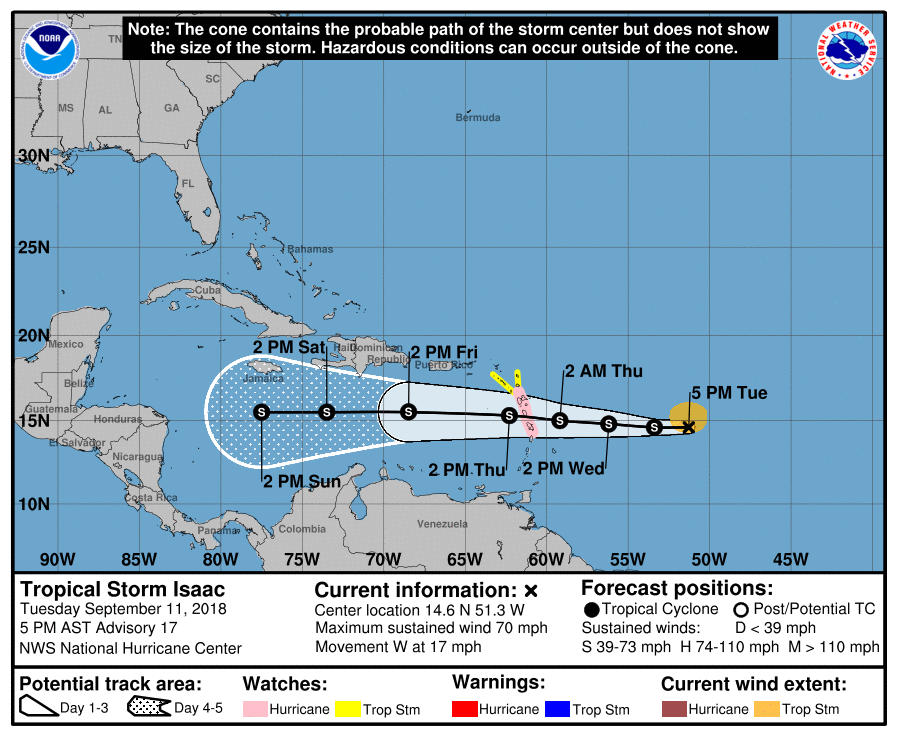 Note: The cone contains the probable path of the storm center but does not show
the size of the storm. Hazardous conditions can occur outside of the cone.
NOAA
NATIONAL WEATHER SERVICE
TN
SC
MS
AL
GA
Bermuda
30N
FL
25N
Bahamas
Cuba
20N
Mexico
2 PM Sat
Dominican
Republic
2 PM Fri
Puerto Rico
Jamaica
2 AM Thu
Belize
5 PM Tue
Guatemala
Honduras
15N
El Salvador
Nicaragua
2 PM Thu
2 PM Wed
2 PM Sun
Costa Rica
10N
Panama
Colombia
Venezuela
90W 85W 80W 75W 70W 65W 60W 55W 50W 45W
S S S S S S S
Tropical Storm Isaac
Tuesday September 11, 2018
5 PM AST Advisory 17
NWS National Hurricane Center
Current information: ×
Center location 14.6 N 51.3 W
Maximum sustained wind 70 mph
Movement W at 17 mph
Forecast positions:
Tropical Cyclone Post/Potential TC
Sustained winds: D < 39 mph
S 39-73 mph H 74-110 mph M > 110 mph
Potential track area:
Day 1-3 Day 4-5
Watches:
Hurricane Trop Stm
Warnings:
Hurricane Trop Stm
Current wind extent:
Hurricane Trop Stm